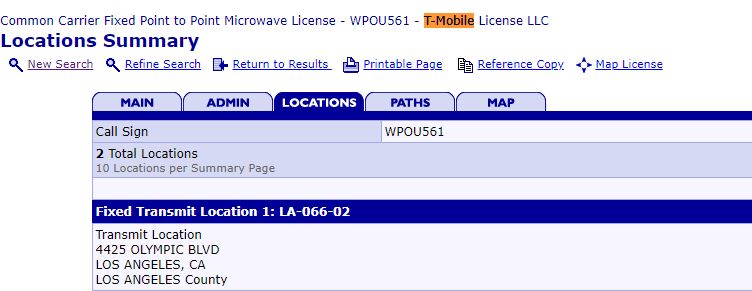 Common Carrier Fixed Point to Point Microwave License - WPOU561 - T-Mobile License LLC
Locations Summary
New Search Refine Search Return to Results Printable Page Reference Copy Map License
MAIN ADMIN LOCATIONS PATHS MAP
Call Sign WPOU561
2 Total Locations
10 Locations per Summary Page
Fixed Transmit Location 1: LA-066-02
Transmit Location
4425 OLYMPIC BLVD
LOS ANGELES, CA
LOS ANGELES County